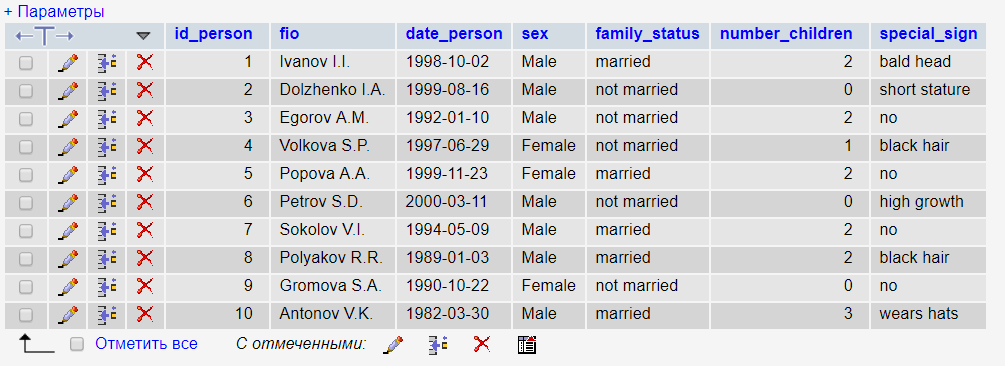 + Параметры
id_person fio date_person sex family_status number_children special_sign
1 Ivanov I.I. 1998-10-02 Male married 2 bald head
2 Dolzhenko I.A. 1999-08-16 Male not married 0 short stature
3 Egorov A.M. 1992-01-10 Male not married 2 no
4 Volkova S.P. 1997-06-29 Female not married 1 black hair
5 Popova A.A. 1999-11-23 Female married 2 no
6 Petrov S.D. 2000-03-11 Male not married 0 high growth
7 Sokolov V.I. 1994-05-09 Male married 2 no
8 Polyakov R.R. 1989-01-03 Male married 2 black hair
9 Gromova S.A. 1990-10-22 Female not married 0 no
10 Antonov V.K. 1982-03-30 Male married 3 wears hats
Отметить все С отмеченными: